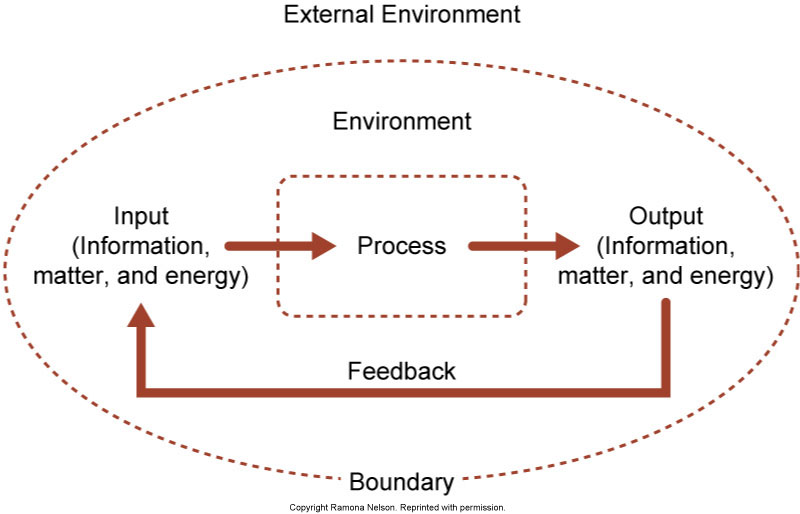 External Environment
Environment
Input
(Information,
matter, and energy)
Process
Output
(Information,
matter, and energy)
Feedback
Boundary
Copyright Ramona Nelson. Reprinted with permission.